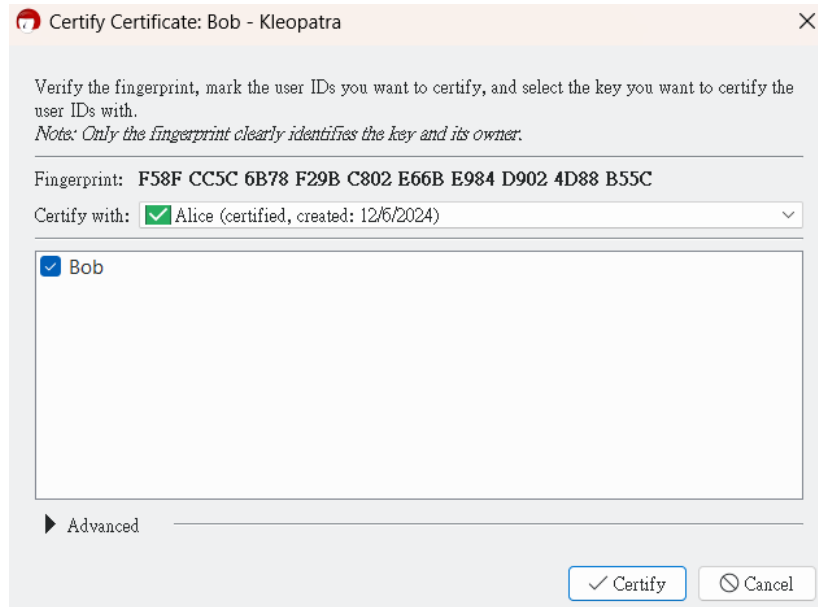 Certify Certificate: Bob - Kleopatra
Verify the fingerprint, mark the user IDs you want to certify, and select the key you want to certify the
user IDs with.
Note: Only the fingerprint clearly identifies the key and its owner.
Fingerprint: F58F CC5C 6B78 F29B C802 E66B E984 D902 4D88 B55C
Certify with: Alice (certified, created: 12/6/2024)
Bob
Advanced
Certify Cancel